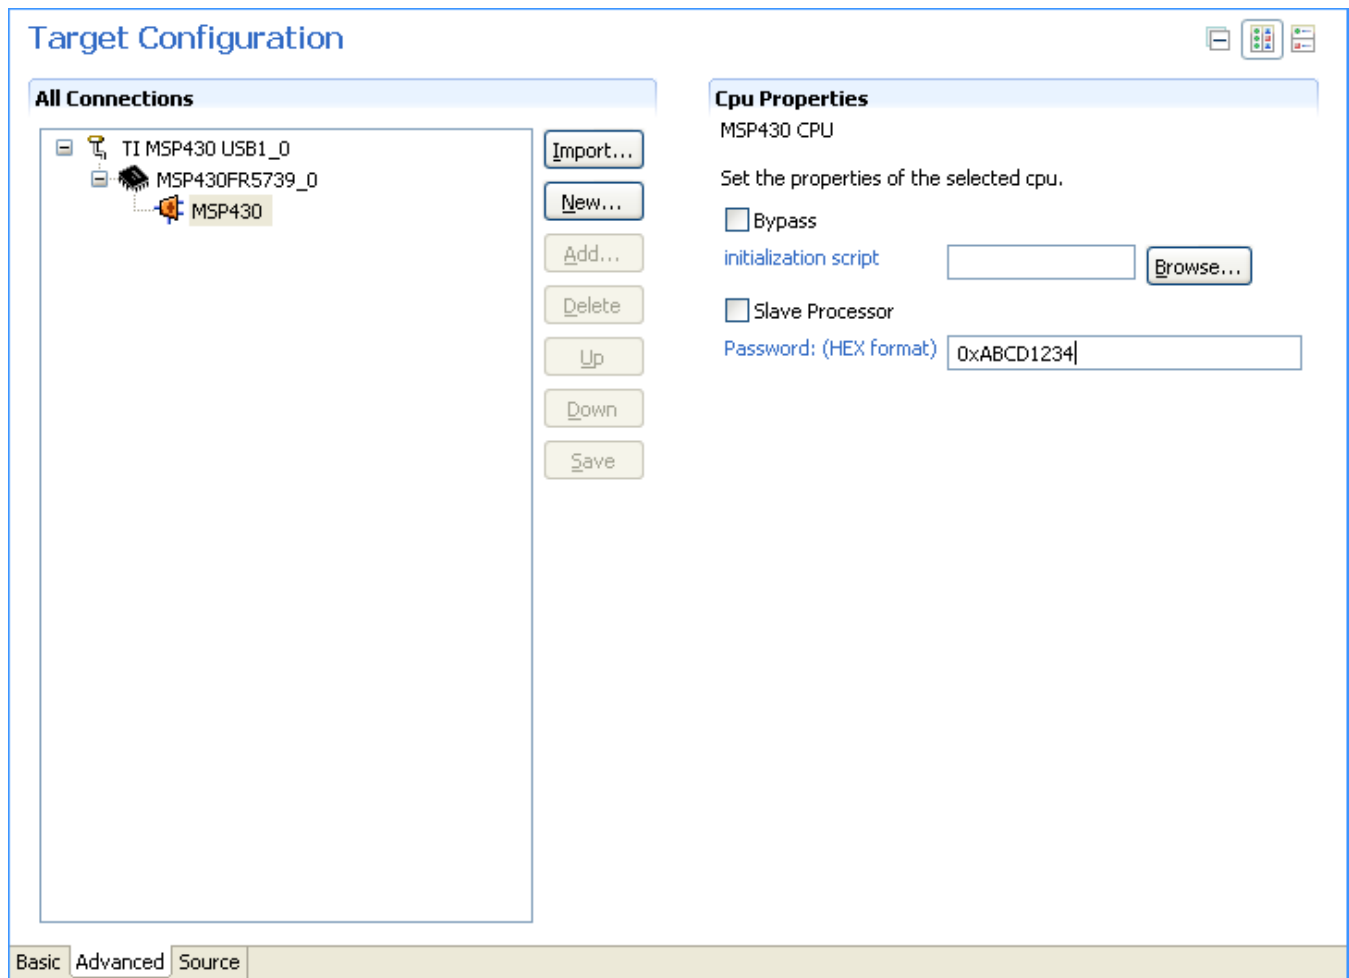 Target Configuration
All Connections
TI MSP430 USB1_0
MSP430FR5739_0
MSP430
Import...
New...
Add...
Delete
Up
Down
Save
Cpu Properties
MSP430 CPU
Set the properties of the selected cpu.
Bypass
initialization script
Browse...
Slave Processor
Password: (HEX format) 0xABCD1234
Basic Advanced Source